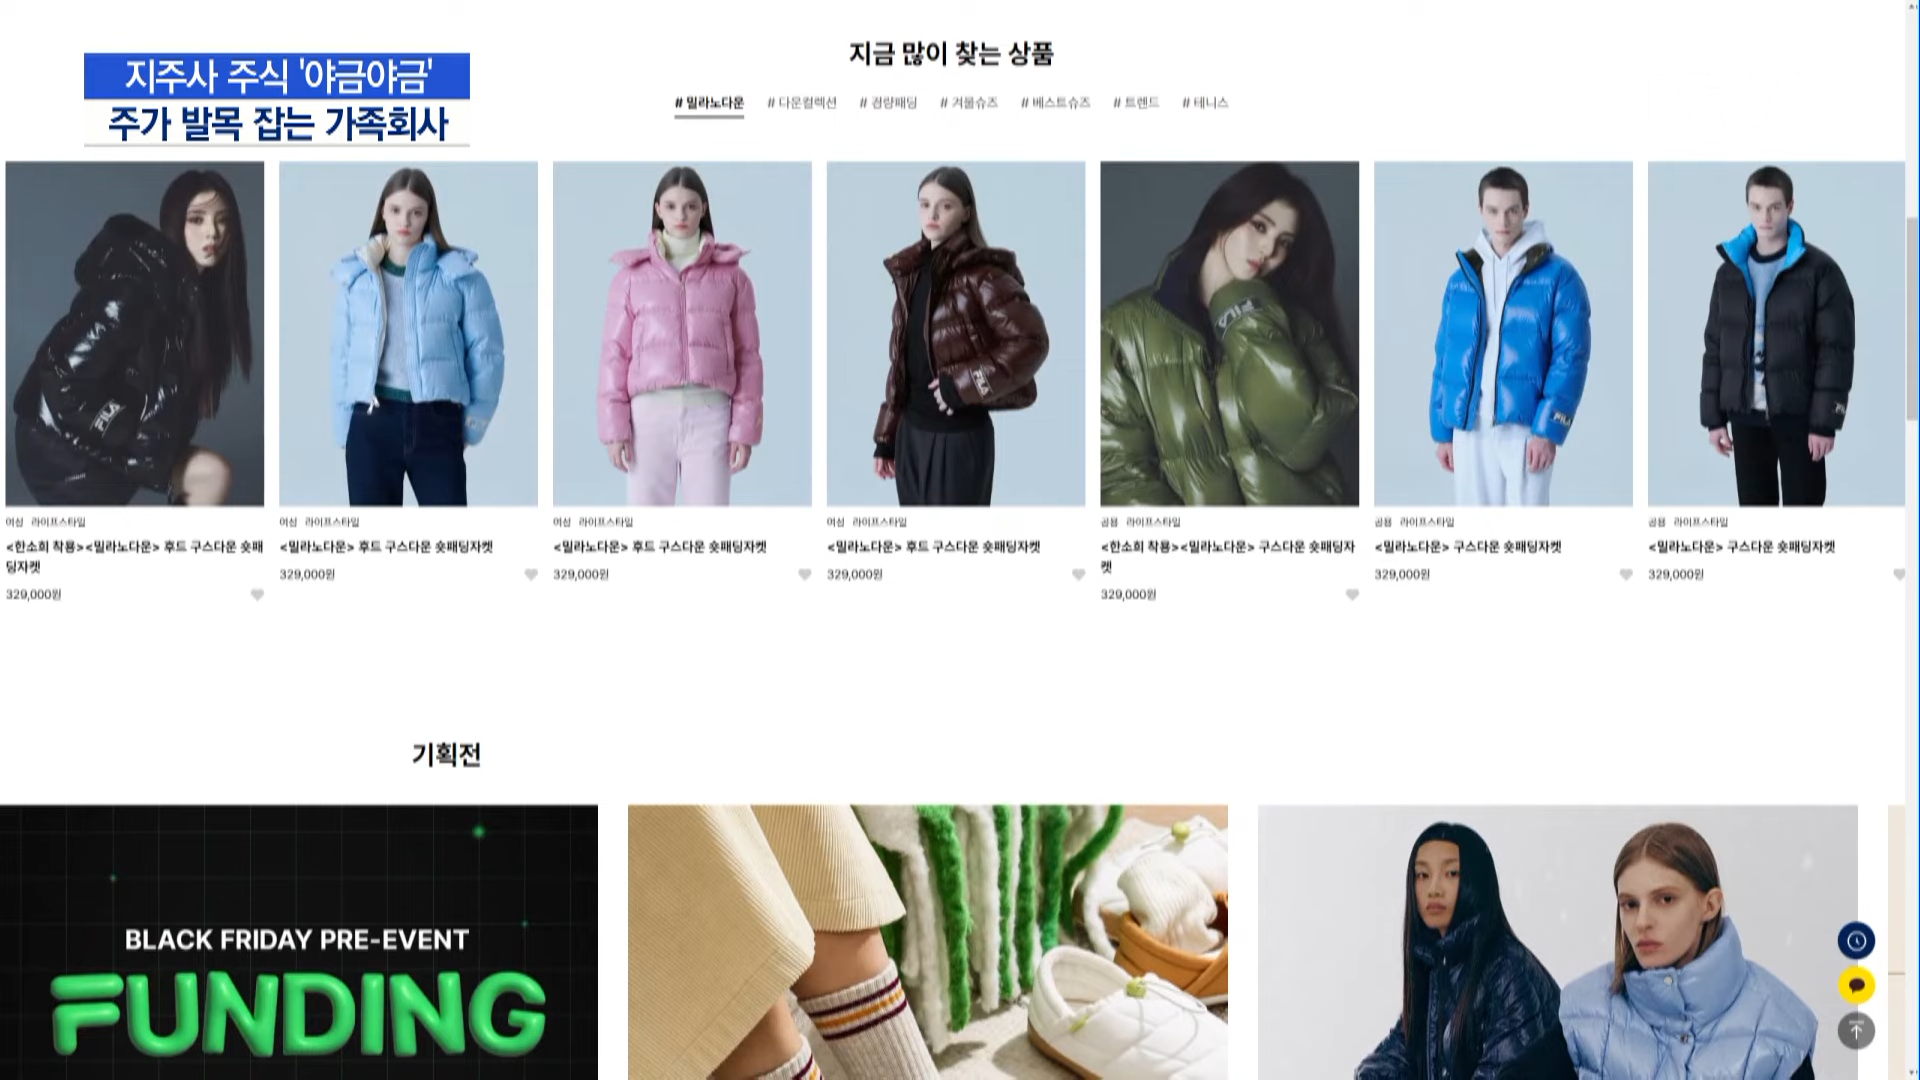 지주사 주식 '야금야금'
주가 발목 잡는 가족회사
지금 많이 찾는 상품
# 밀라노다운 # 다운컬렉션 # 경량패딩 # 겨울슈즈 # 베스트슈즈 # 트렌드 # 테니스
FILA
FILA
FILA
FILA
FILA
여성 라이프스타일
<한소희 착용><밀라노다운> 후드 구스다운 숏패
딩자켓
329,000원
여성 라이프스타일
<밀라노다운> 후드 구스다운 숏패딩자켓
329,000원
여성 라이프스타일
<밀라노다운> 후드 구스다운 숏패딩자켓
329,000원
여성 라이프스타일
<밀라노다운> 후드 구스다운 숏패딩자켓
329,000원
공용 라이프스타일
<한소희 착용><밀라노다운> 구스다운 숏패딩자
켓
329,000원
공용 라이프스타일
<밀라노다운> 구스다운 숏패딩자켓
329,000원
공용 라이프스타일
<밀라노다운> 구스다운 숏패딩자켓
329,000원
기획전
BLACK FRIDAY PRE-EVENT
FUNDING